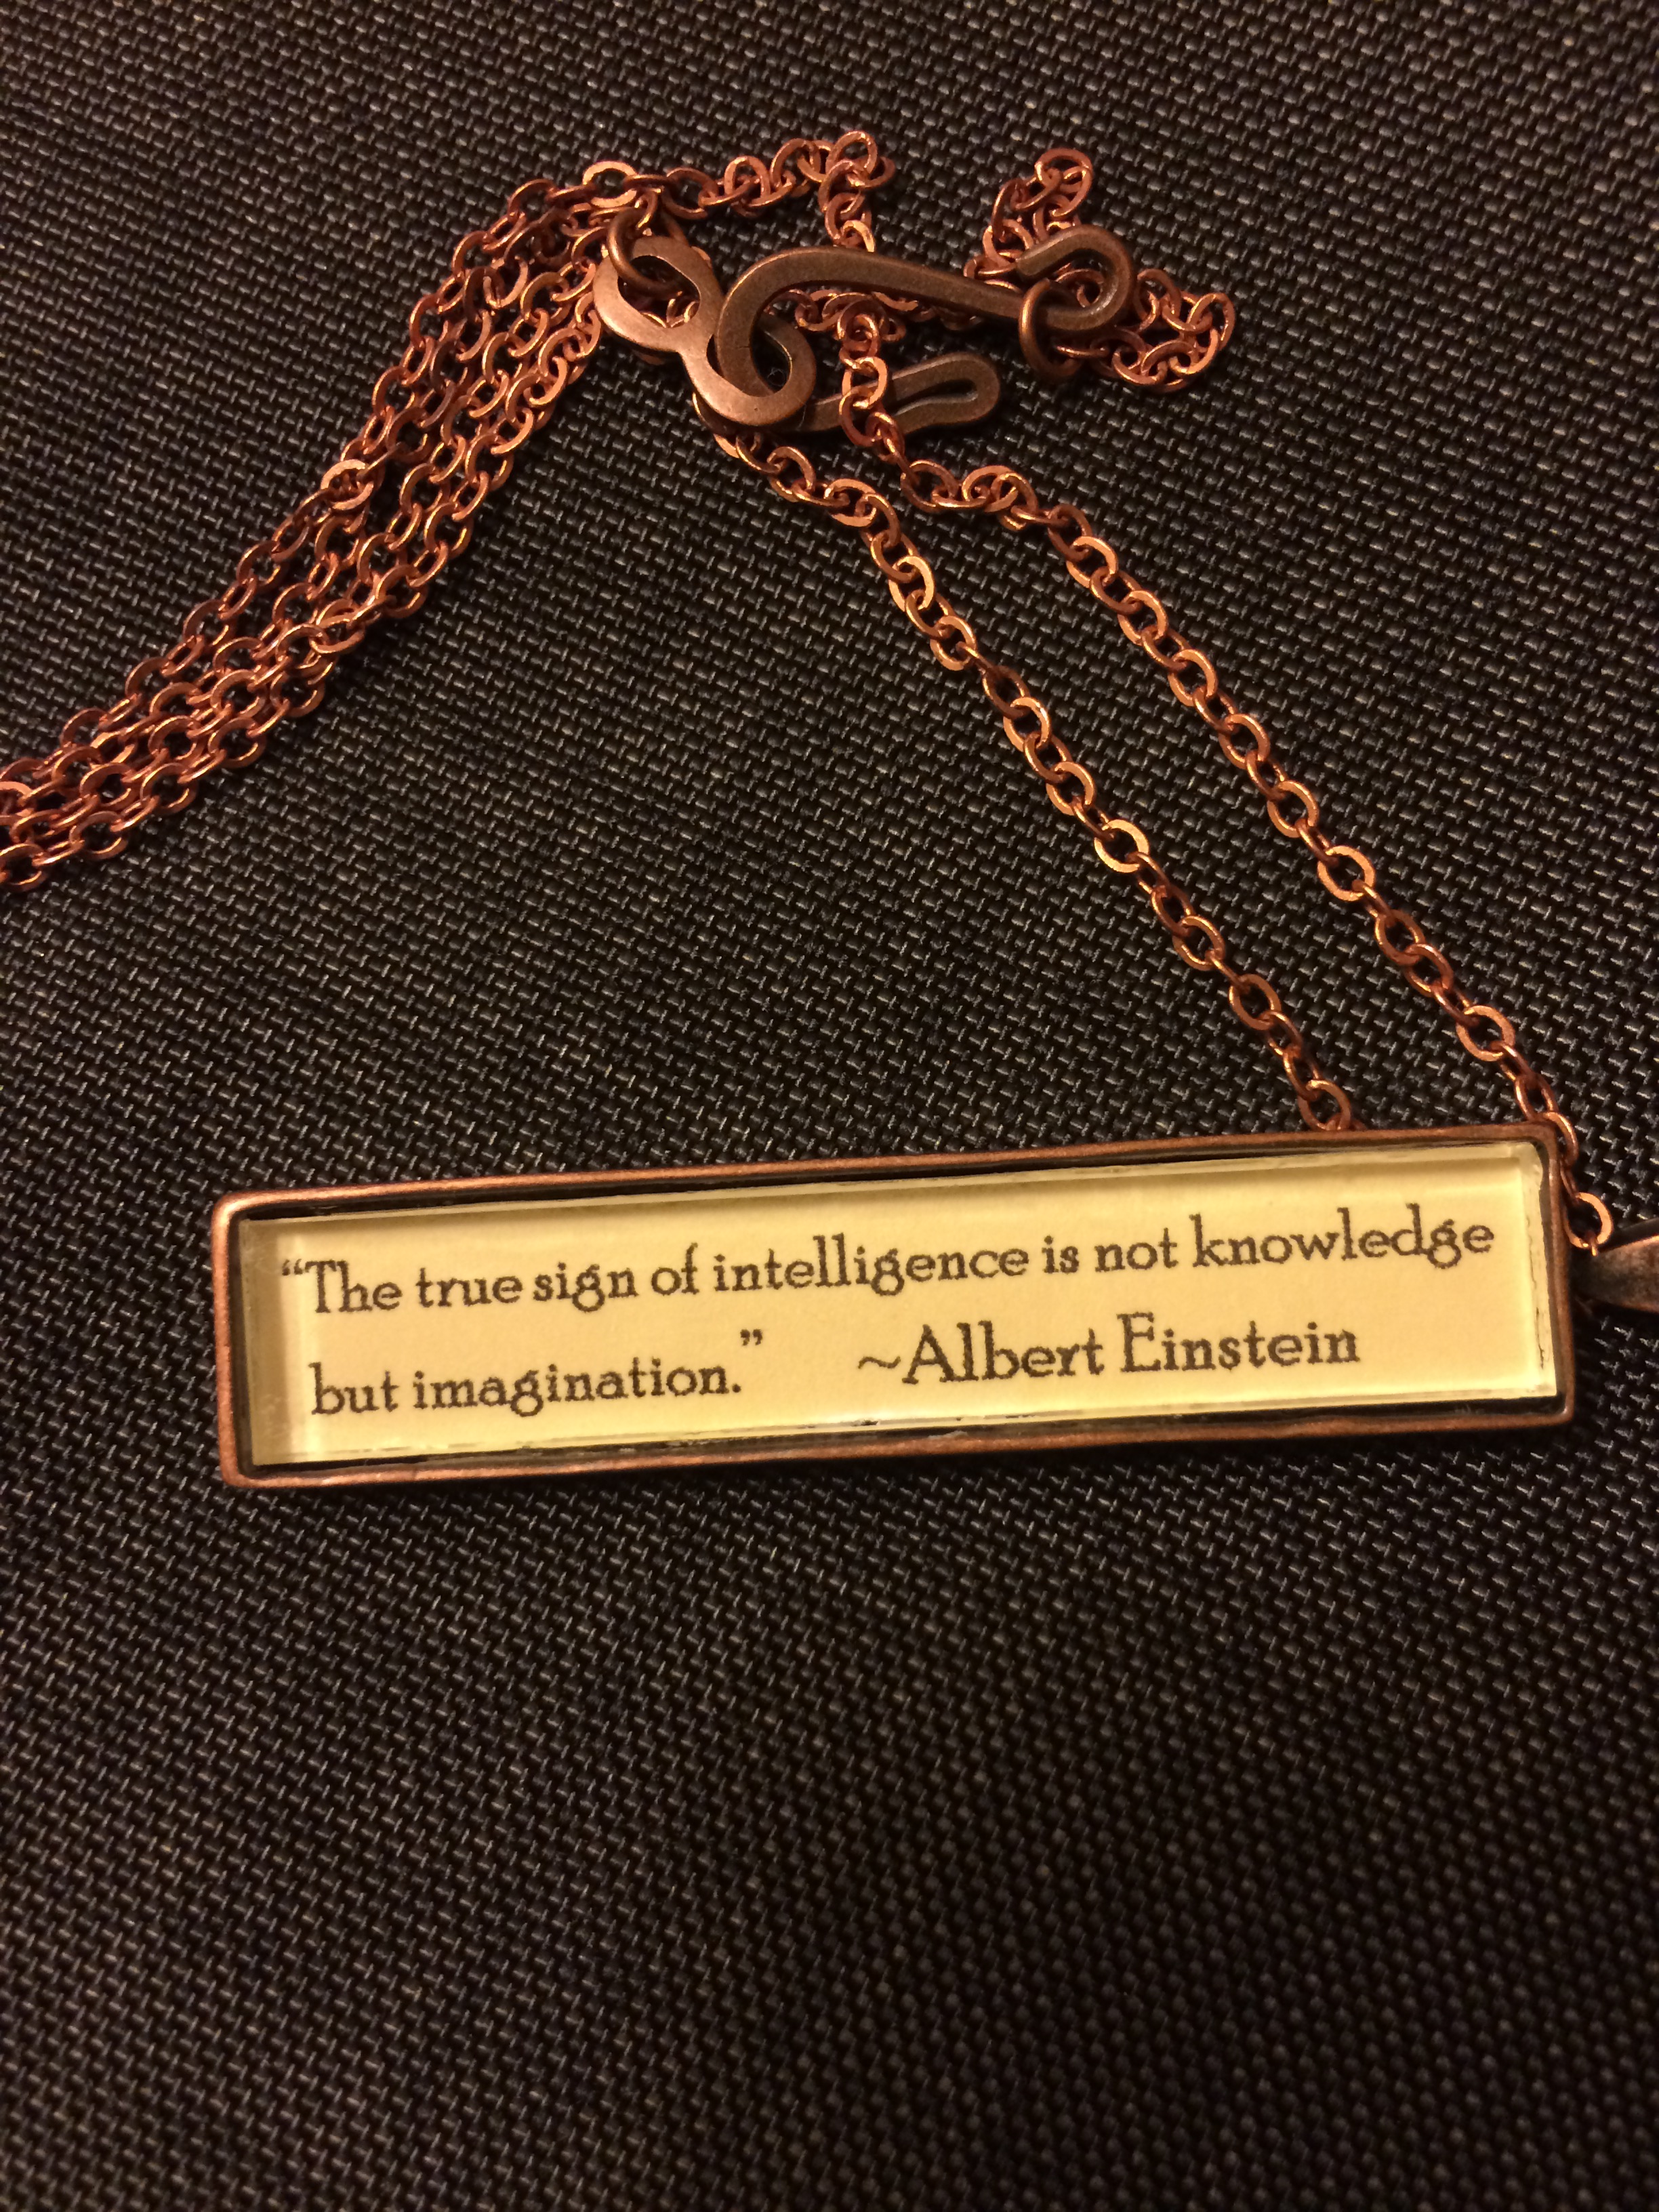 “The true sign of intelligence is not knowledge
but imagination.” ~Albert Einstein